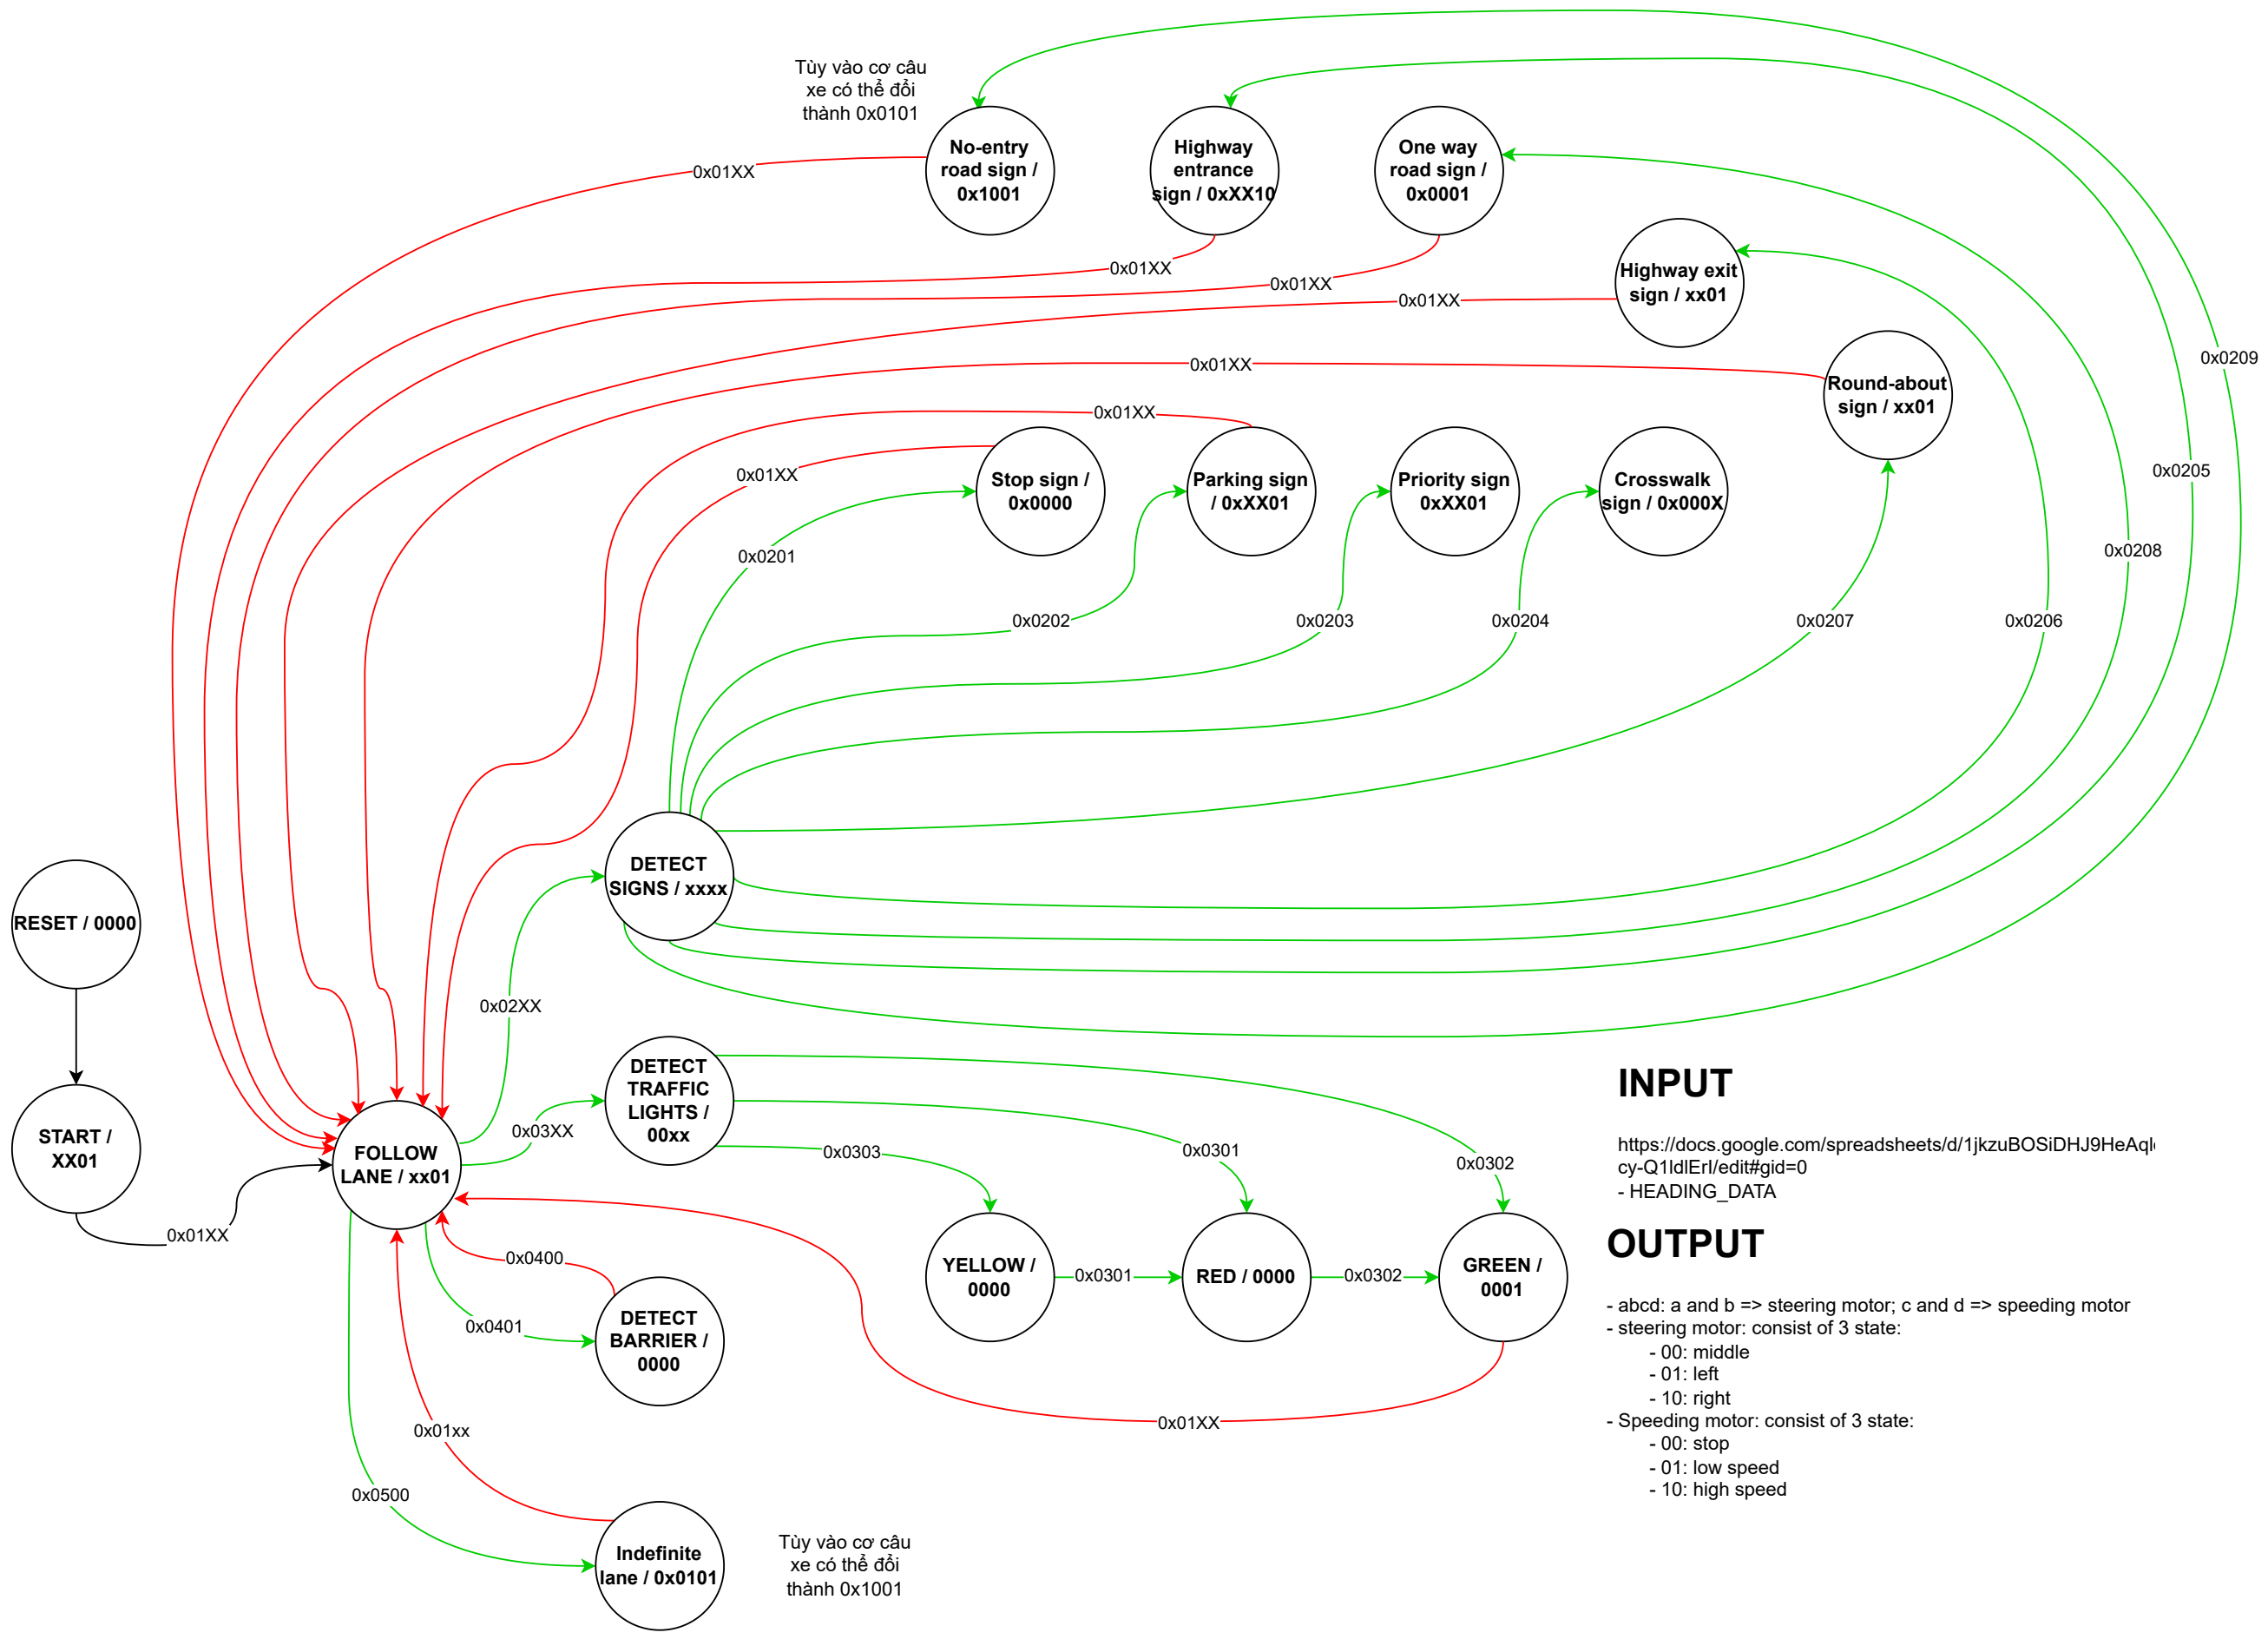 Tùy vào cơ câu
xe có thể đổi
thành 0x0101
No-entry
road sign /
0x1001
Highway
entrance
sign / 0xXX10
One way
road sign /
0x0001
0x01XX
0x01XX
0x01XX
0x01XX
Highway exit
sign / xx01
0x0209
0x01XX
Round-about
sign / xx01
0x01XX
0x01XX
Stop sign /
0x0000
Parking sign
/ 0xXX01
Priority sign
0xXX01
Crosswalk
sign / 0x000X
0x0205
0x0201
0x0208
0x0202
0x0203
0x0204
0x0207
0x0206
DETECT
SIGNS / xxxx
RESET / 0000
0x02XX
START /
XX01
FOLLOW
LANE / xx01
0x03XX
DETECT
TRAFFIC
LIGHTS /
00xx
0x0303
0x0301
0x0302
0x01XX
0x0400
0x0401
DETECT
BARRIER /
0000
YELLOW /
0000
0x0301
RED / 0000
0x0302
GREEN /
0001
0x01XX
0x01xx
0x0500
Indefinite
lane / 0x0101
Tùy vào cơ câu
xe có thể đổi
thành 0x1001
INPUT
https://docs.google.com/spreadsheets/d/1jkzuBOSiDHJ9HeAql
cy-Q1IdlErI/edit#gid=0
- HEADING_DATA
OUTPUT
- abcd: a and b => steering motor; c and d => speeding motor
- steering motor: consist of 3 state:
- 00: middle
- 01: left
- 10: right
- Speeding motor: consist of 3 state:
- 00: stop
- 01: low speed
- 10: high speed